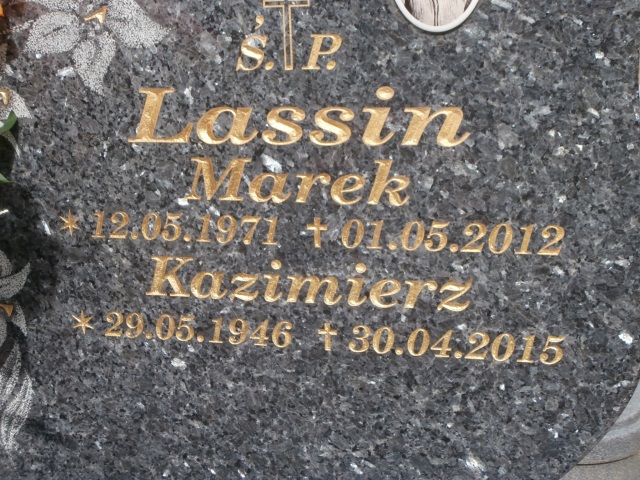 Ś. P.
Lassin
Marek
* 12.05.1971 † 01.05.2012
Kazimierz
* 29.05.1946 † 30.04.2015